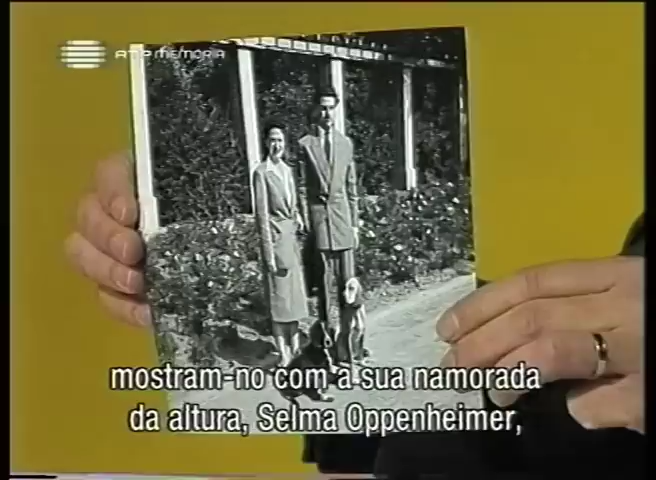 RTP MEMÓRIA
mostram-no com a sua namorada
da altura, Selma Oppenheimer,